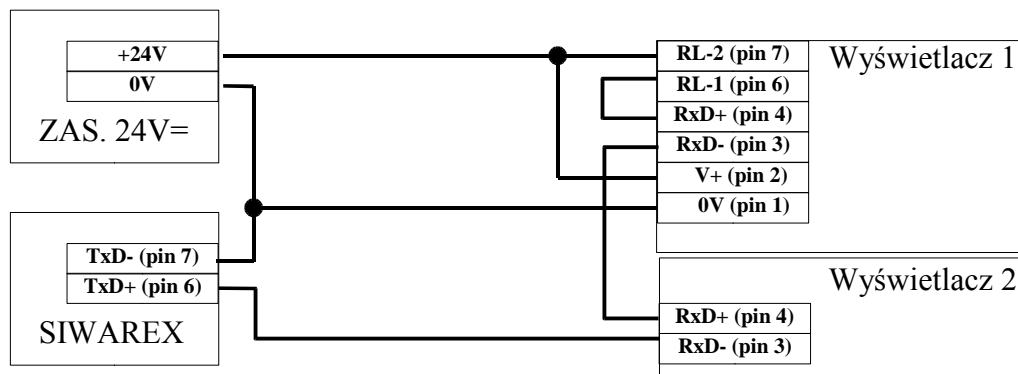 +24V
0V
ZAS. 24V=
TxD- (pin 7)
TxD+ (pin 6)
SIWAREX
Wyświetlacz 1
RL-2 (pin 7)
RL-1 (pin 6)
RxD+ (pin 4)
RxD- (pin 3)
V+ (pin 2)
0V (pin 1)
Wyświetlacz 2
RxD+ (pin 4)
RxD- (pin 3)